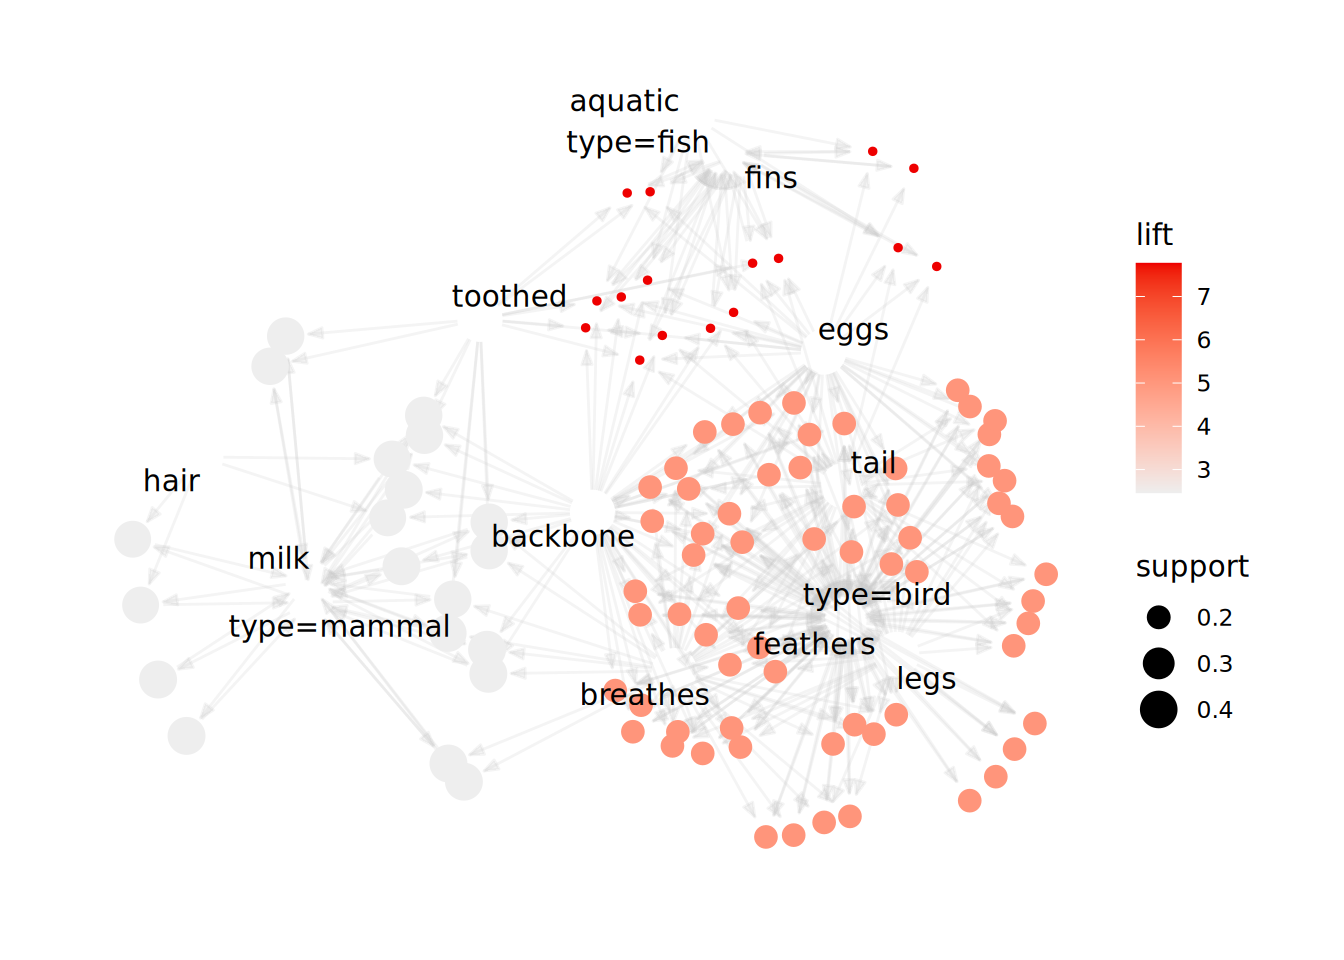 aquatic
type=fish
fins
toothed
eggs
tail
hair
backbone
milk
type=bird
type=mammal
feathers
legs
breathes
lift
7
6
5
4
3
support
0.2
0.3
0.4